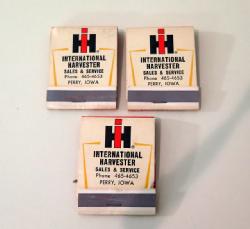 INTERNATIONAL
HARVESTER
SALES & SERVICE
Phone 465-4653
PERRY, IOWA
INTERNATIONAL
HARVESTER
SALES & SERVICE
Phone 465-4653
PERRY, IOWA
INTERNATIONAL
HARVESTER
SALES & SERVICE
Phone 465-4653
PERRY, IOWA